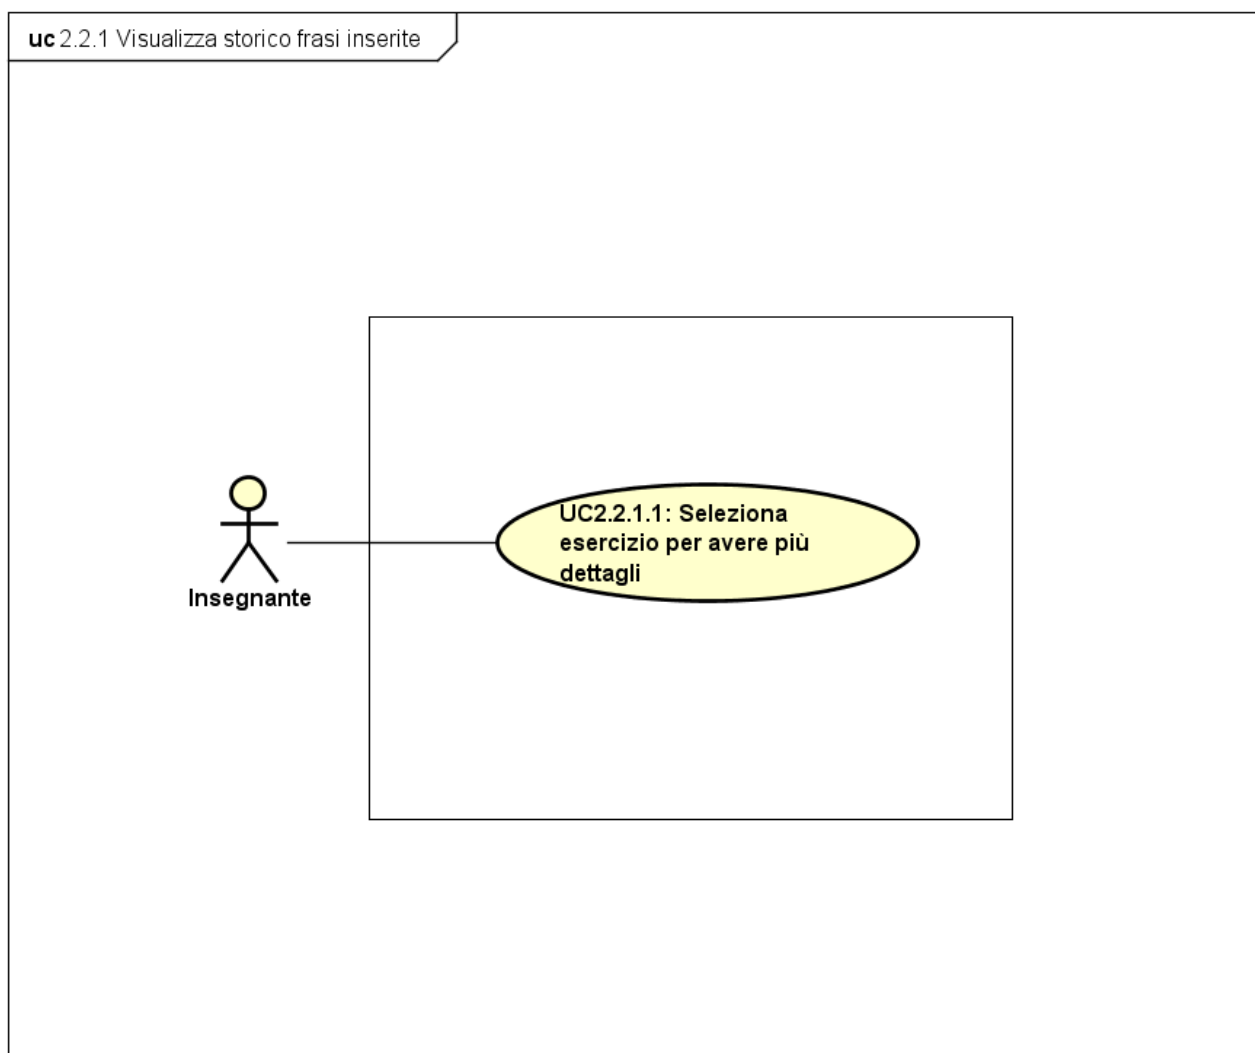 uc 2.2.1 Visualizza storico frasi inserite
UC2.2.1.1: Seleziona
esercizio per avere più
dettagli
Insegnante